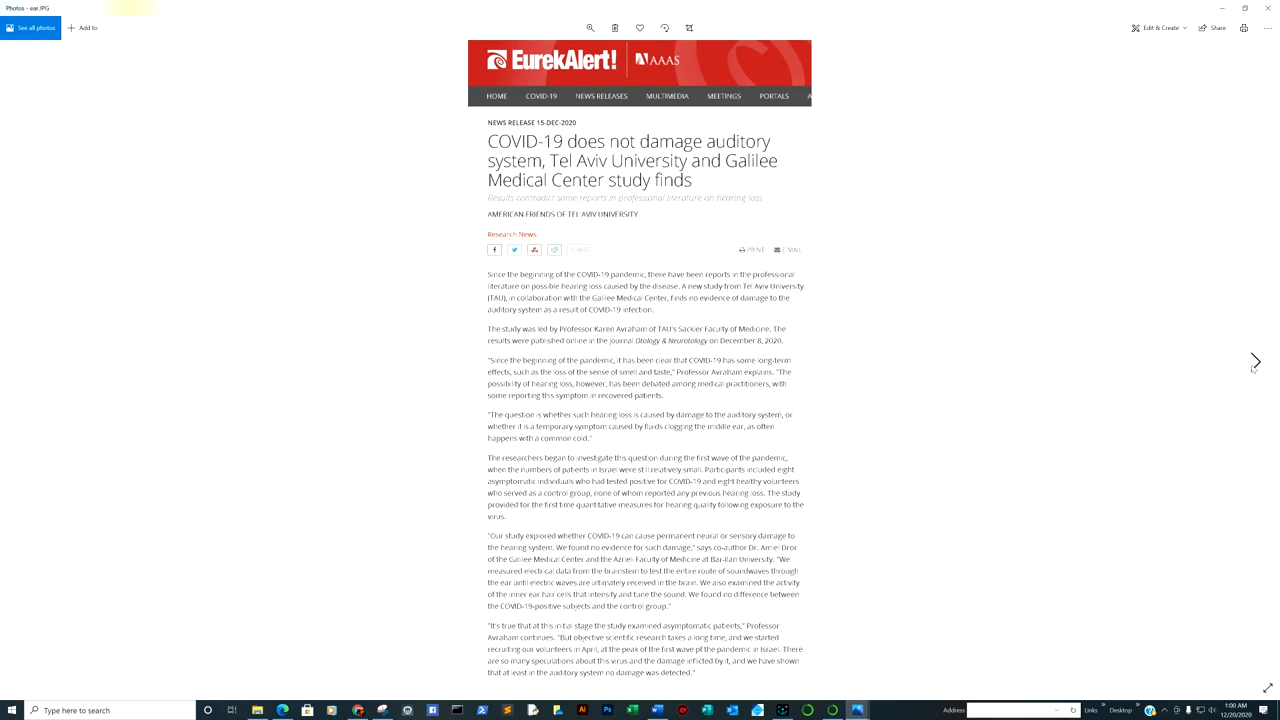 Photos - ear.JPG
See all photos
Add to
Edit & Create
Share
EurekAlert! AAAS
HOME COVID-19 NEWS RELEASES MULTIMEDIA MEETINGS PORTALS A
NEWS RELEASE 15-DEC-2020
COVID-19 does not damage auditory
system, Tel Aviv University and Galilee
Medical Center study finds
Results contradict some reports in professional literature on hearing loss
AMERICAN FRIENDS OF TEL AVIV UNIVERSITY
Research News
SHARE
PRINT E-MAIL
Since the beginning of the COVID-19 pandemic, there have been reports in the professional
literature on possible hearing loss caused by the disease. A new study from Tel Aviv University
(TAU), in collaboration with the Galilee Medical Center, finds no evidence of damage to the
auditory system as a result of COVID-19 infection.
The study was led by Professor Karen Avraham of TAU's Sackler Faculty of Medicine. The
results were published online in the journal Otology & Neurotology on December 8, 2020.
"Since the beginning of the pandemic, it has been clear that COVID-19 has some long-term
effects, such as the loss of the sense of smell and taste," Professor Avraham explains. "The
possibility of hearing loss, however, has been debated among medical practitioners, with
some reporting this symptom in recovered patients.
"The question is whether such hearing loss is caused by damage to the auditory system, or
whether it is a temporary symptom caused by fluids clogging the middle ear, as often
happens with a common cold."
The researchers began to investigate this question during the first wave of the pandemic,
when the numbers of patients in Israel were still relatively small. Participants included eight
asymptomatic individuals who had tested positive for COVID-19 and eight healthy volunteers
who served as a control group, none of whom reported any previous hearing loss. The study
provided for the first time quantitative measures for hearing quality following exposure to the
virus.
"Our study explored whether COVID-19 can cause permanent neural or sensory damage to
the hearing system. We found no evidence for such damage," says co-author Dr. Amiel Dror
of the Galilee Medical Center and the Azrieli Faculty of Medicine at Bar-Ilan University. "We
measured electrical data from the brainstem to test the entire route of soundwaves through
the ear until electric waves are ultimately received in the brain. We also examined the activity
of the inner ear hair cells that intensify and tune the sound. We found no difference between
the COVID-19-positive subjects and the control group."
"It's true that at this initial stage the study examined asymptomatic patients," Professor
Avraham continues. "But objective scientific research takes a long time, and we started
recruiting our volunteers in April, at the peak of the first wave pf the pandemic in Israel. There
are so many speculations about this virus and the damage inflicted by it, and we have shown
that at least in the auditory system no damage was detected."
Type here to search
Address
Links
Desktop
1:00 AM
12/20/2020